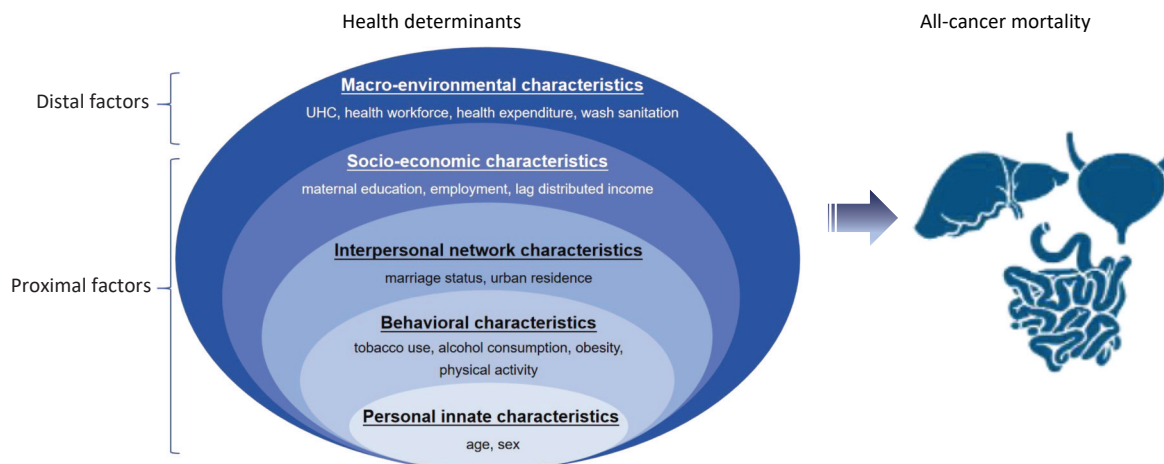 Health determinants
All-cancer mortality
Distal factors
Macro-environmental characteristics
UHC, health workforce, health expenditure, wash sanitation
Socio-economic characteristics
maternal education, employment, lag distributed income
Proximal factors
Interpersonal network characteristics
marriage status, urban residence
Behavioral characteristics
tobacco use, alcohol consumption, obesity,
physical activity
Personal innate characteristics
age, sex